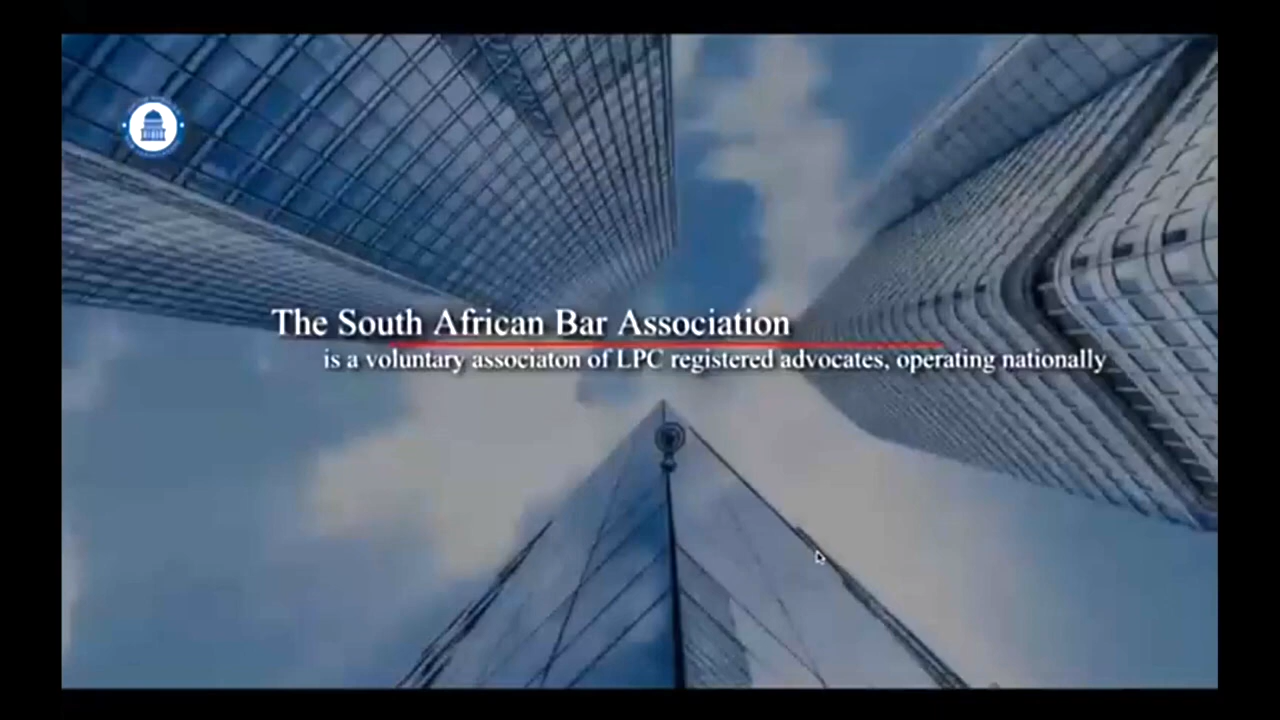 The South African Bar Association
is a voluntary associaton of LPC registered advocates, operating nationally